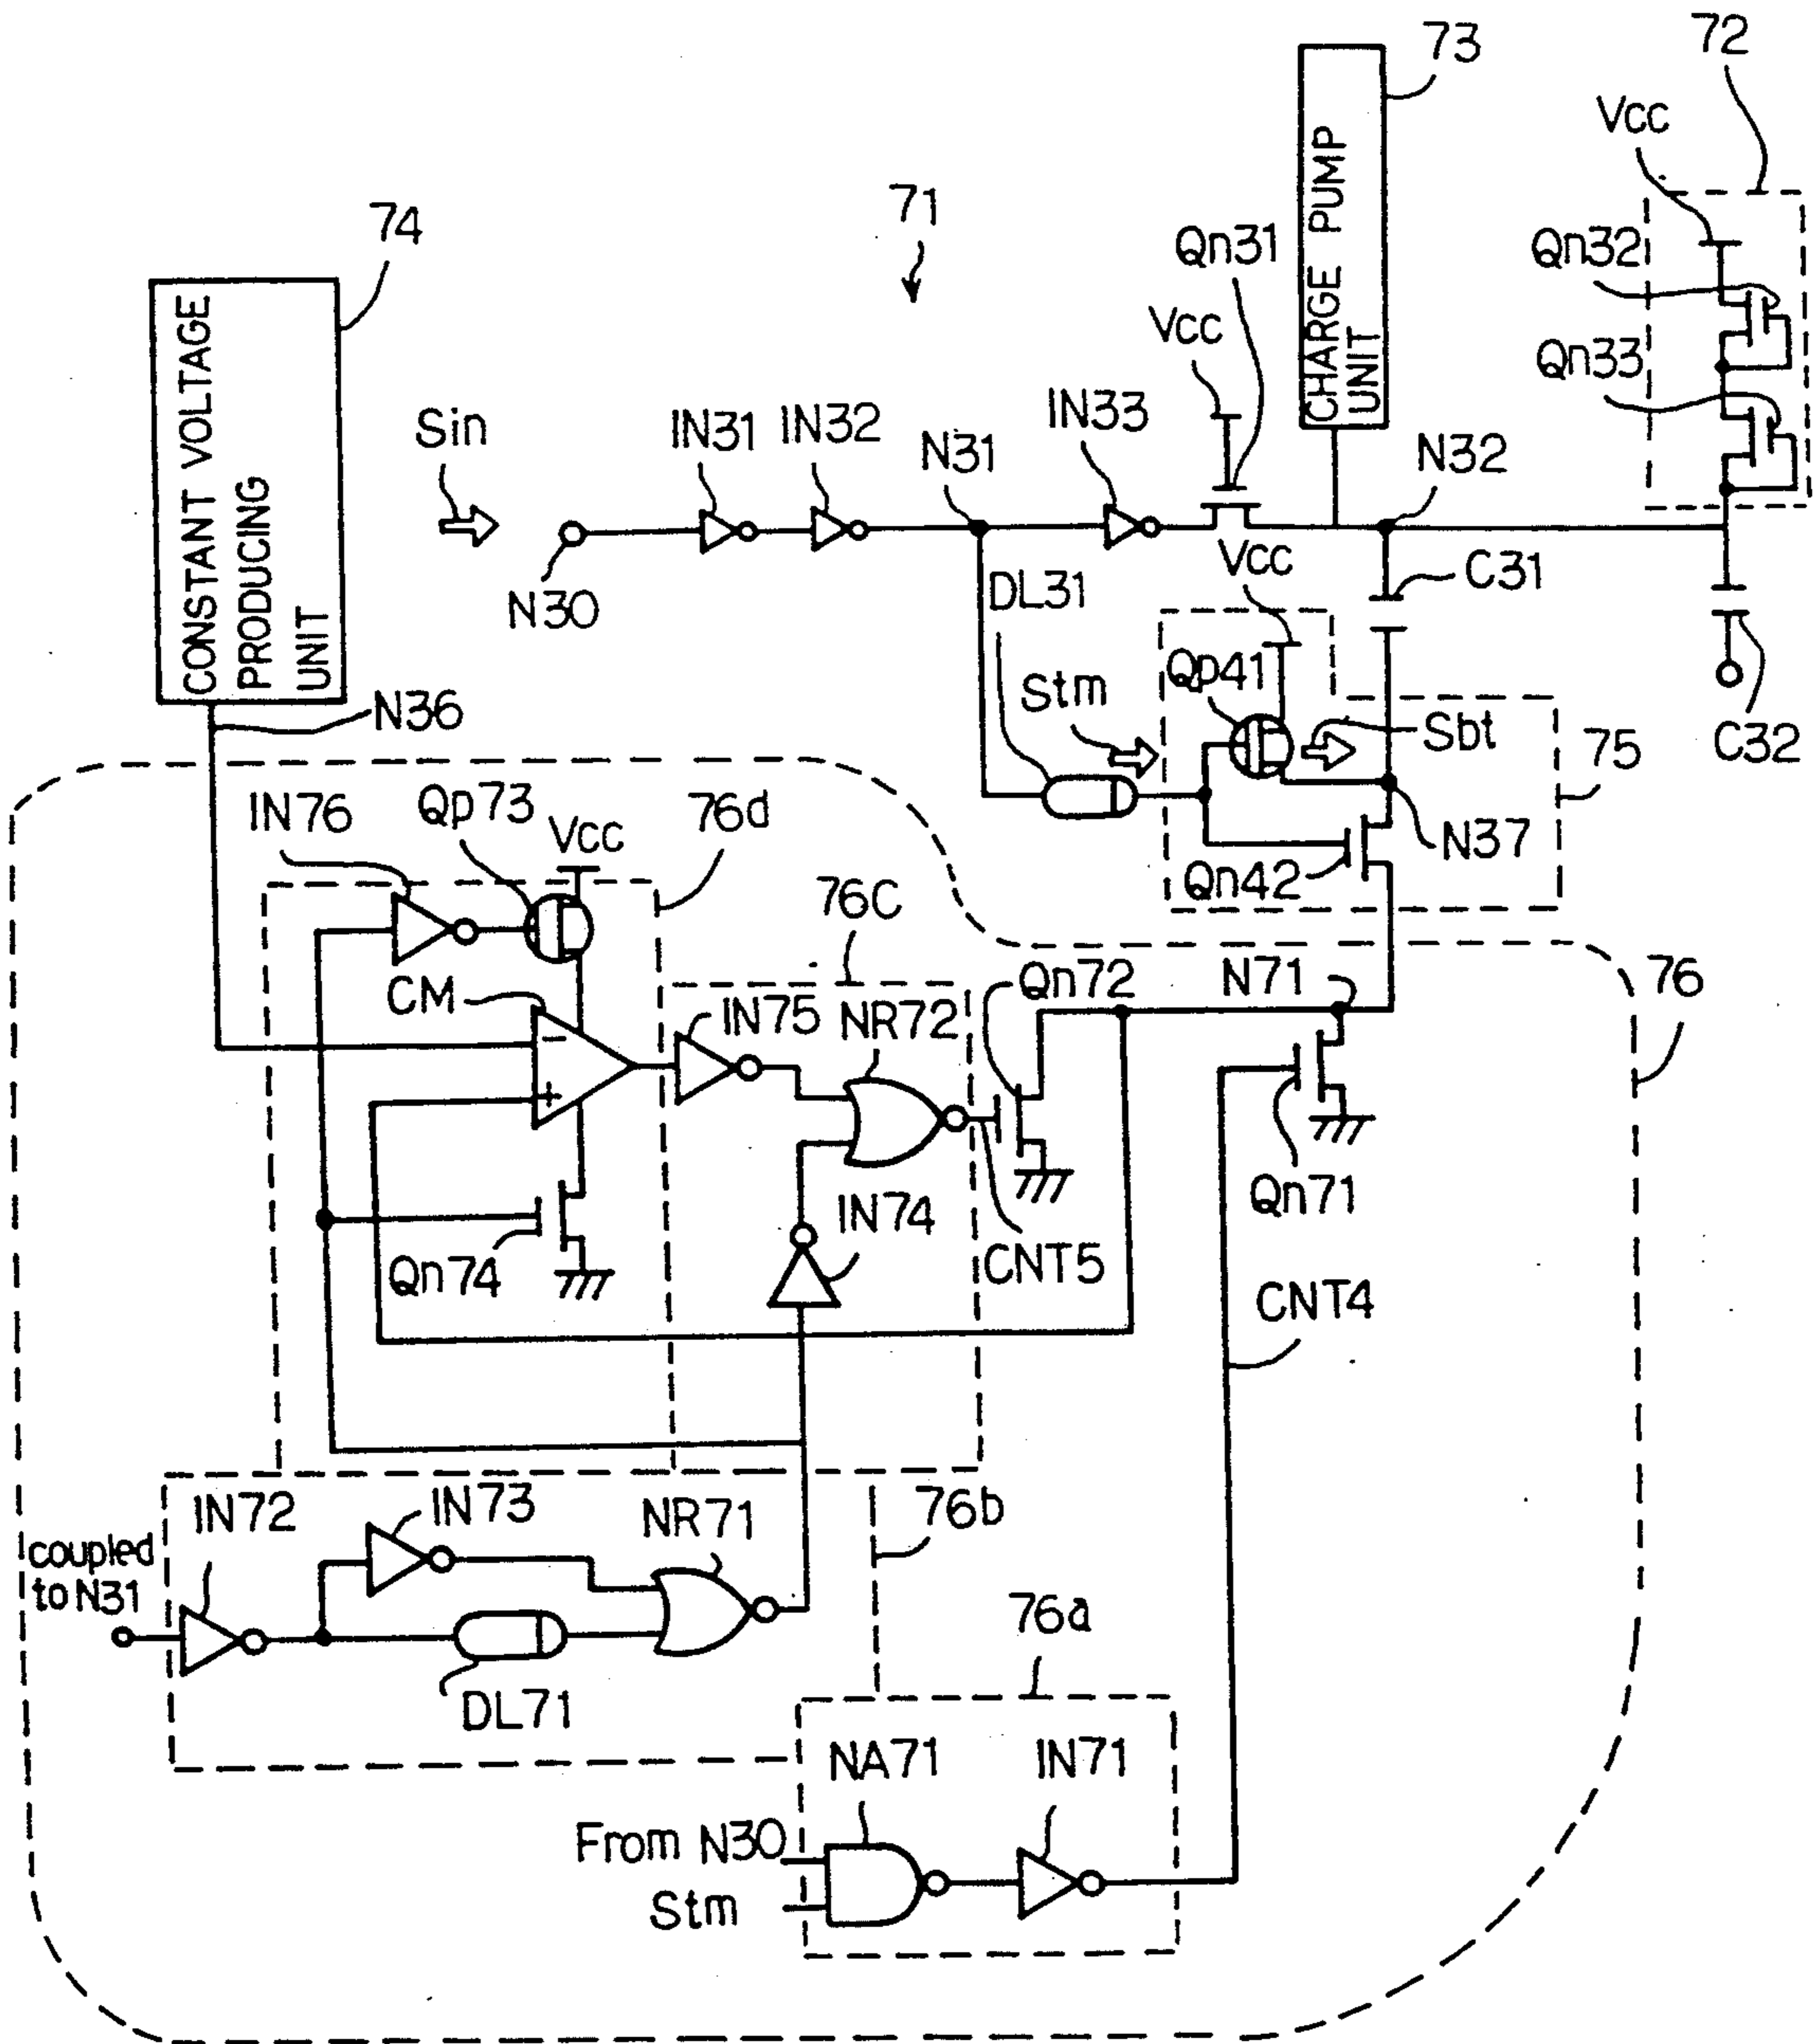 72
73
Vcc
CHARGE PUMP
UNIT
71
Qn31
Qn32
74
Vcc
Qn33
CONSTANT VOLTAGE
PRODUCING
UNIT
Sin
IN31
IN32
N31
IN33
N32
N30
DL31
Vcc
C31
N36
Stm
Qp41
Sbt
75
C32
IN76
Qp73
Vcc
76d
N37
Qn42
76C
76
CM
IN75
NR72
Qn72
N71
-
+
Qn74
IN74
CNT5
Qn71
CNT4
IN72
IN73
NR71
76b
coupled
to N31
76a
DL71
NA71
IN71
From N30
Stm